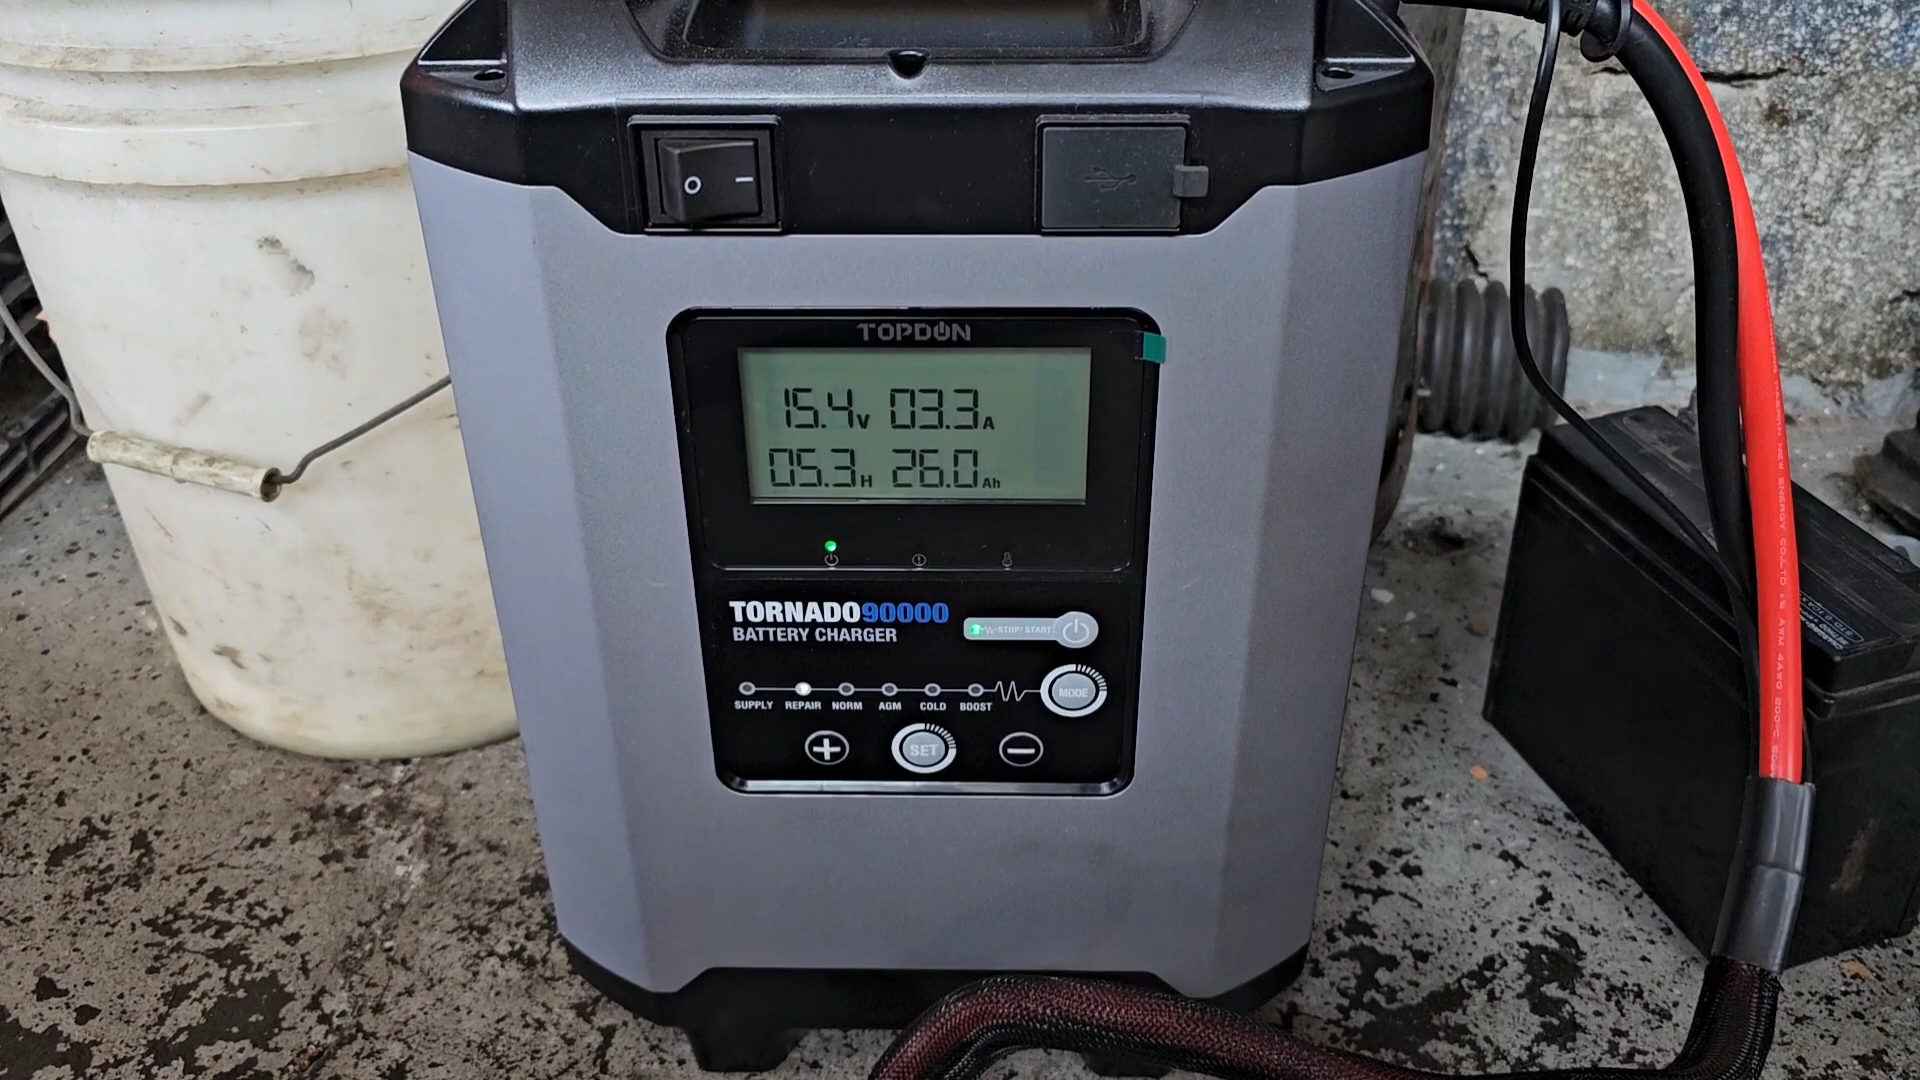 O –
TOPDON
15.4V 03.3A
05.3H 26.0Ah
TORNADO90000
BATTERY CHARGER
STOP/START
SUPPLY REPAIR NORM AGM COLD BOOST
MODE
+ SET –